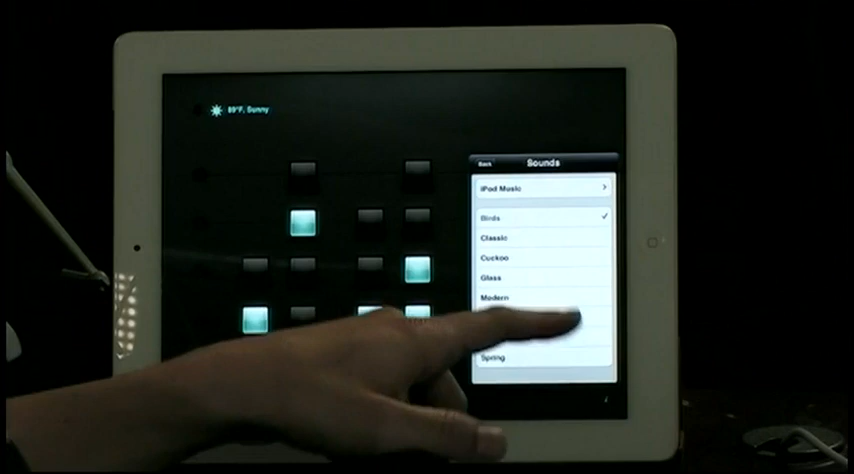 89°F, Sunny
Back
Sounds
iPod Music
Birds
Classic
Cuckoo
Glass
Modern
Spring